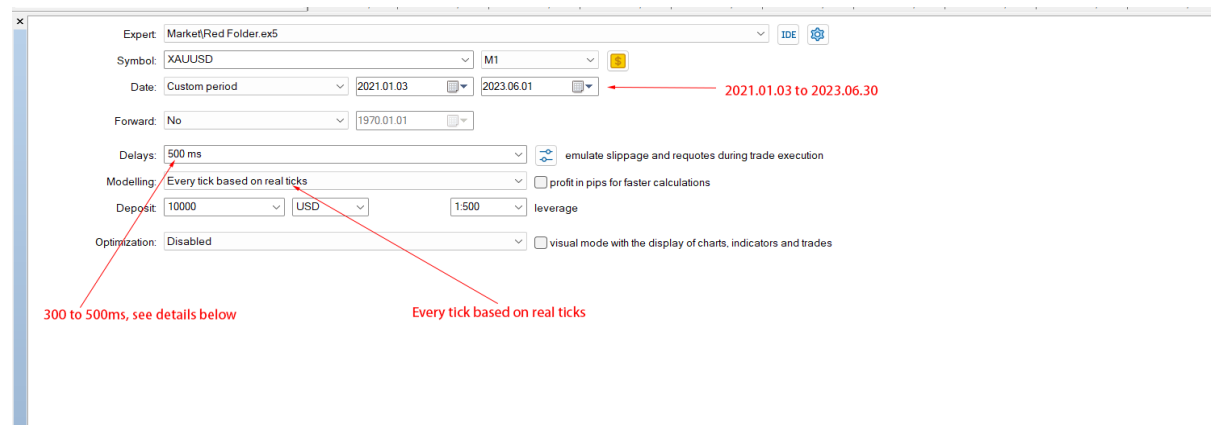 Expert: Market\Red Folder.ex5 IDE
Symbol: XAUUSD M1 $
Date: Custom period 2021.01.03 2023.06.01 2021.01.03 to 2023.06.30
Forward: No 1970.01.01
Delays: 500 ms emulate slippage and requotes during trade execution
Modelling: Every tick based on real ticks profit in pips for faster calculations
Deposit: 10000 USD 1:500 leverage
Optimization: Disabled visual mode with the display of charts, indicators and trades
300 to 500ms, see details below Every tick based on real ticks